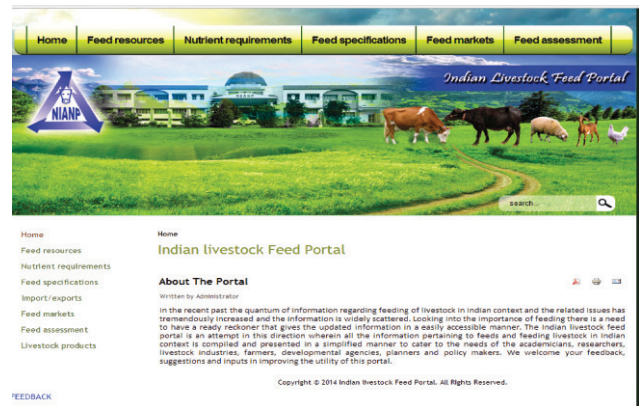 Home Feed resources Nutrient requirements Feed specifications Feed markets Feed assessment
Indian Livestock Feed Portal
NIANP
search...
Home
Feed resources
Nutrient requirements
Feed specifications
Import/exports
Feed markets
Feed assessment
Livestock products
FEEDBACK
Home
Indian livestock Feed Portal
About The Portal
Written by Administrator
In the recent past the quantum of information regarding feeding of livestock in Indian context and the related issues has
tremendously increased and the information is widely scattered. Looking into the importance of feeding there is a need
to have a ready reckoner that gives the updated information in a easily accessible manner. The Indian livestock feed
portal is an attempt in this direction wherein all the information pertaining to feeds and feeding livestock in Indian
context is compiled and presented in a simplified manner to cater to the needs of the academicians, researchers,
livestock industries, farmers, developmental agencies, planners and policy makers. We welcome your feedback,
suggestions and inputs in improving the utility of this portal.
Copyright © 2014 Indian livestock Feed Portal. All Rights Reserved.